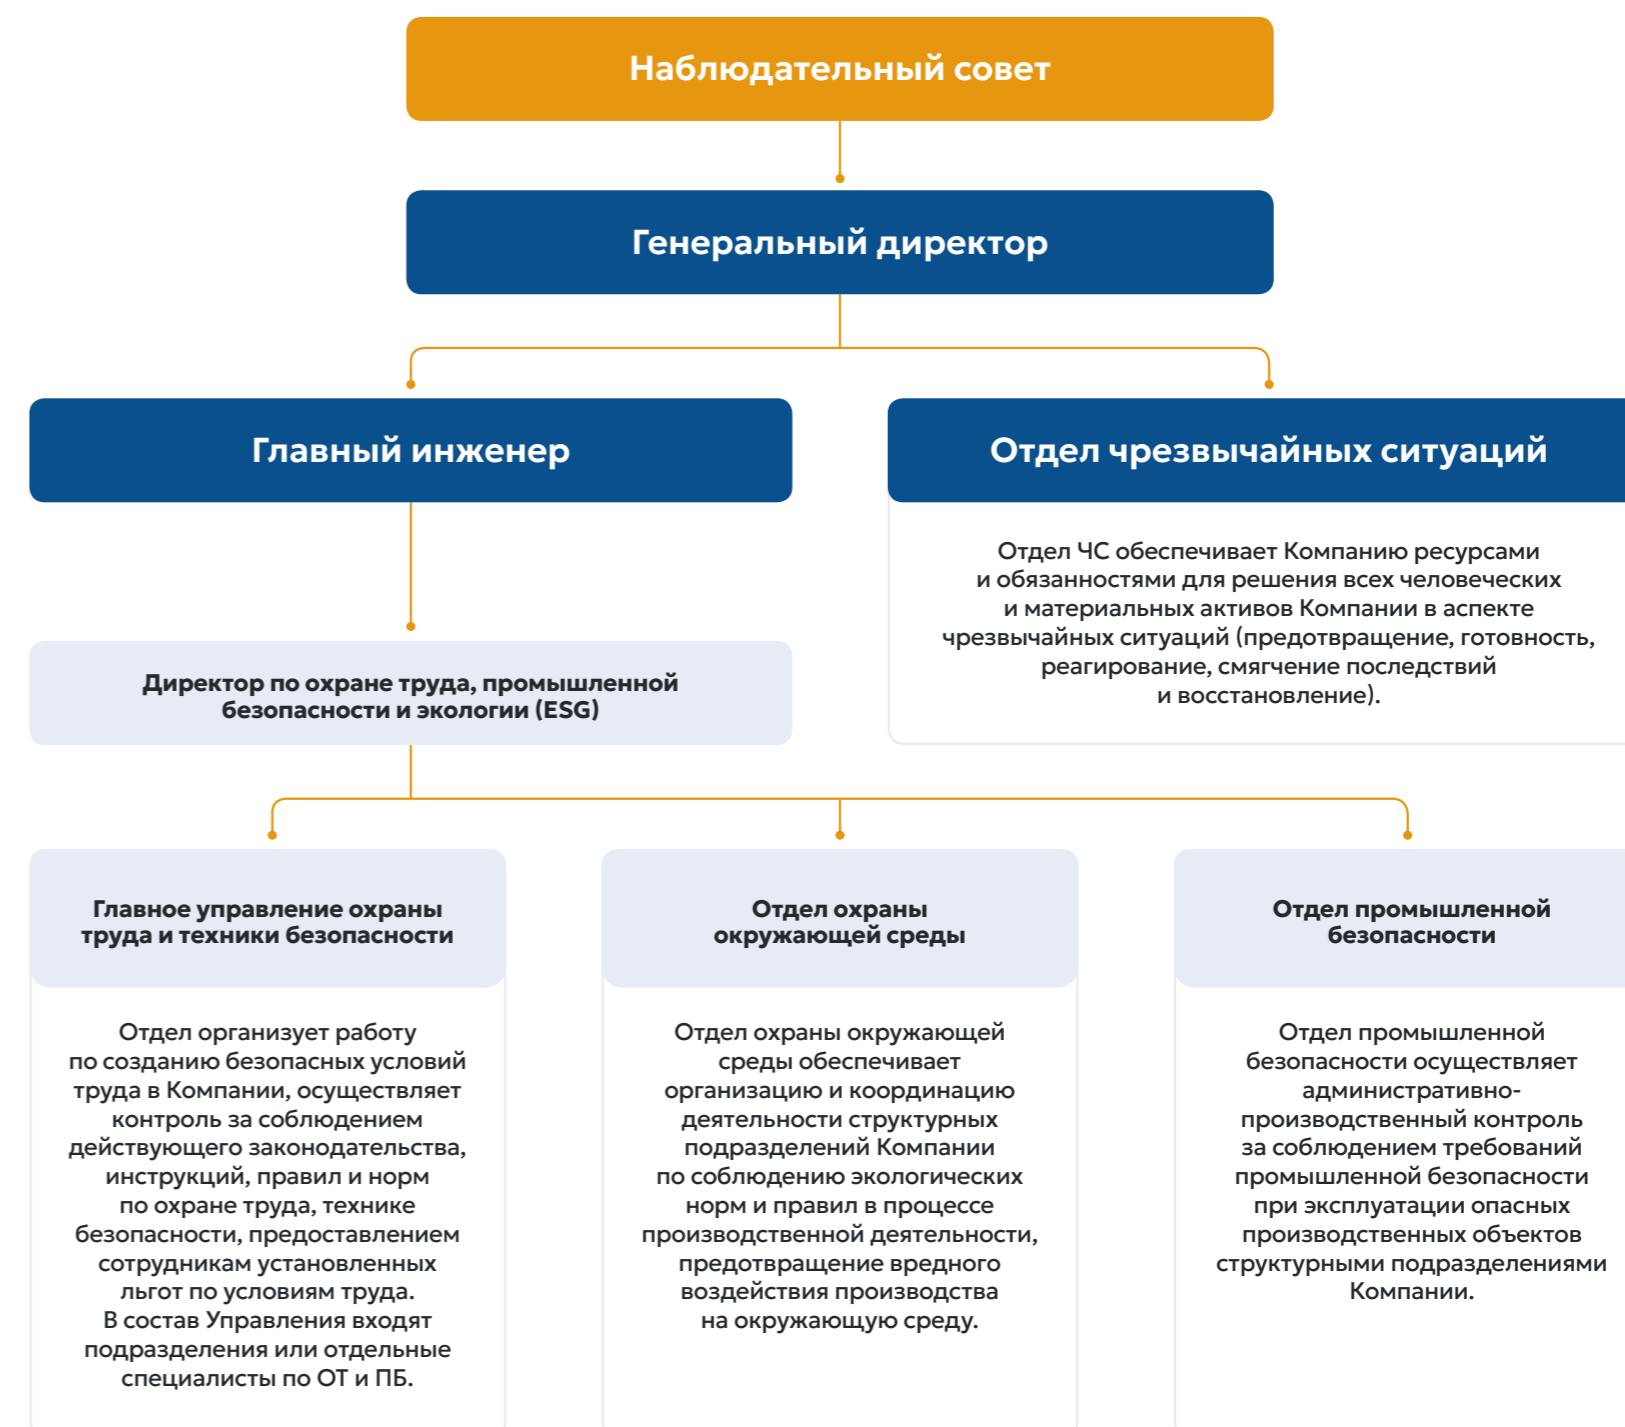 Наблюдательный совет
Генеральный директор
Главный инженер
Отдел чрезвычайных ситуаций
Отдел ЧС обеспечивает Компанию ресурсами
и обязанностями для решения всех человеческих
и материальных активов Компании в аспекте
чрезвычайных ситуаций (предотвращение, готовность,
реагирование, смягчение последствий
и восстановление).
Директор по охране труда, промышленной
безопасности и экологии (ESG)
Главное управление охраны
труда и техники безопасности
Отдел организует работу
по созданию безопасных условий
труда в Компании, осуществляет
контроль за соблюдением
действующего законодательства,
инструкций, правил и норм
по охране труда, технике
безопасности, предоставлением
сотрудникам установленных
льгот по условиям труда.
В состав Управления входят
подразделения или отдельные
специалисты по ОТ и ПБ.
Отдел охраны
окружающей среды
Отдел охраны окружающей
среды обеспечивает
организацию и координацию
деятельности структурных
подразделений Компании
по соблюдению экологических
норм и правил в процессе
производственной деятельности,
предотвращение вредного
воздействия производства
на окружающую среду.
Отдел промышленной
безопасности
Отдел промышленной
безопасности осуществляет
административно-
производственный контроль
за соблюдением требований
промышленной безопасности
при эксплуатации опасных
производственных объектов
структурными подразделениями
Компании.